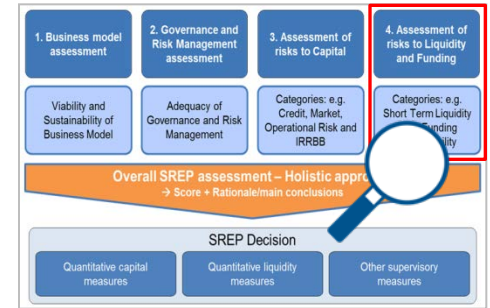 1. Business model
assessment
2. Governance and
Risk Management
assessment
3. Assessment of
risks to Capital
4. Assessment of
risks to Liquidity
and Funding
Viability and
Sustainability of
Business Model
Adequacy of
Governance and Risk
Management
Categories: e.g.
Credit, Market,
Operational Risk and
IRRBB
Categories: e.g.
Short Term Liquidity
Funding
Overall SREP assessment – Holistic
→ Score + Rationale/main conclusions
SREP Decision
Quantitative capital
measures
Quantitative liquidity
measures
Other supervisory
measures